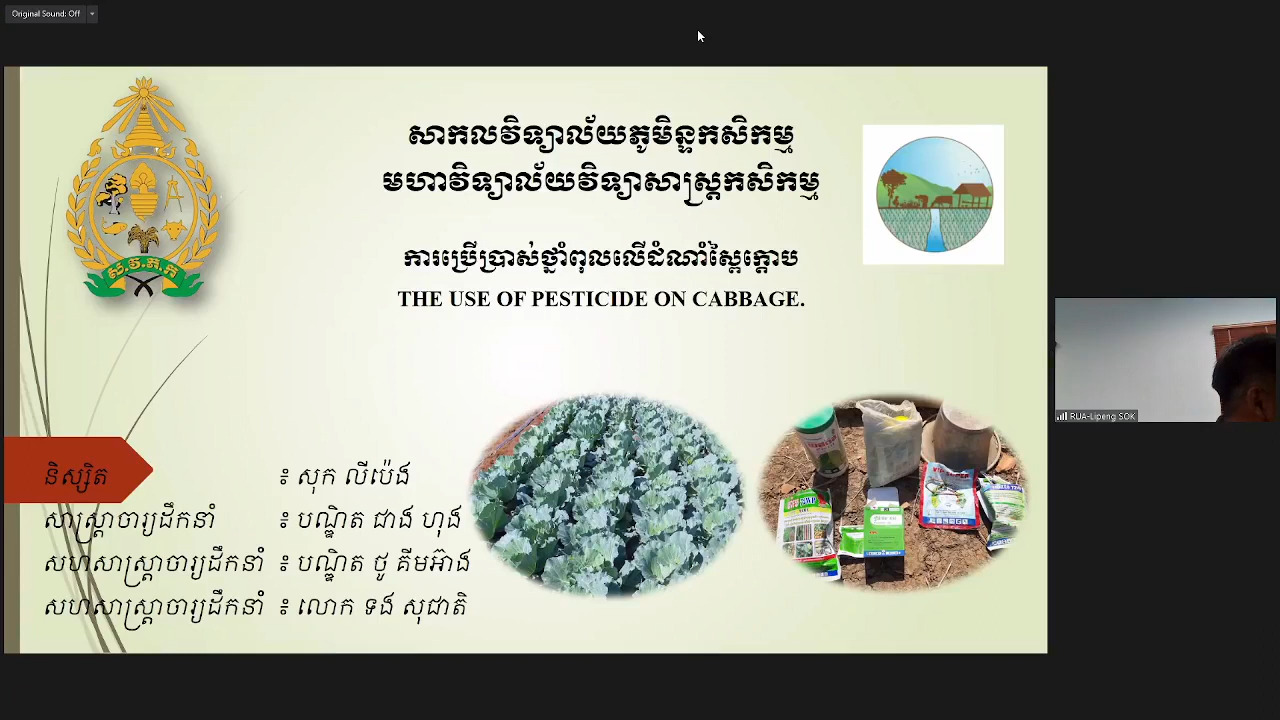 Original Sound: Off
សាកលវិទ្យាល័យភូមិន្ទកសិកម្ម
មហាវិទ្យាល័យវិទ្យាសាស្ត្រកសិកម្ម
ការប្រើប្រាស់ថ្នាំពុលលើដំណាំស្ពៃក្ដោប
THE USE OF PESTICIDE ON CABBAGE.
ស.វ.ភ.ក
និស្សិត ៖ សុក លីប៉េង
សាស្ត្រាចារ្យដឹកនាំ ៖ បណ្ឌិត ជាង ហុង
សហសាស្ត្រាចារ្យដឹកនាំ ៖ បណ្ឌិត ថូ គីមអ៊ាង
សហសាស្ត្រាចារ្យដឹកនាំ ៖ លោក ទង សុជាតិ
RUA-Lipeng SOK